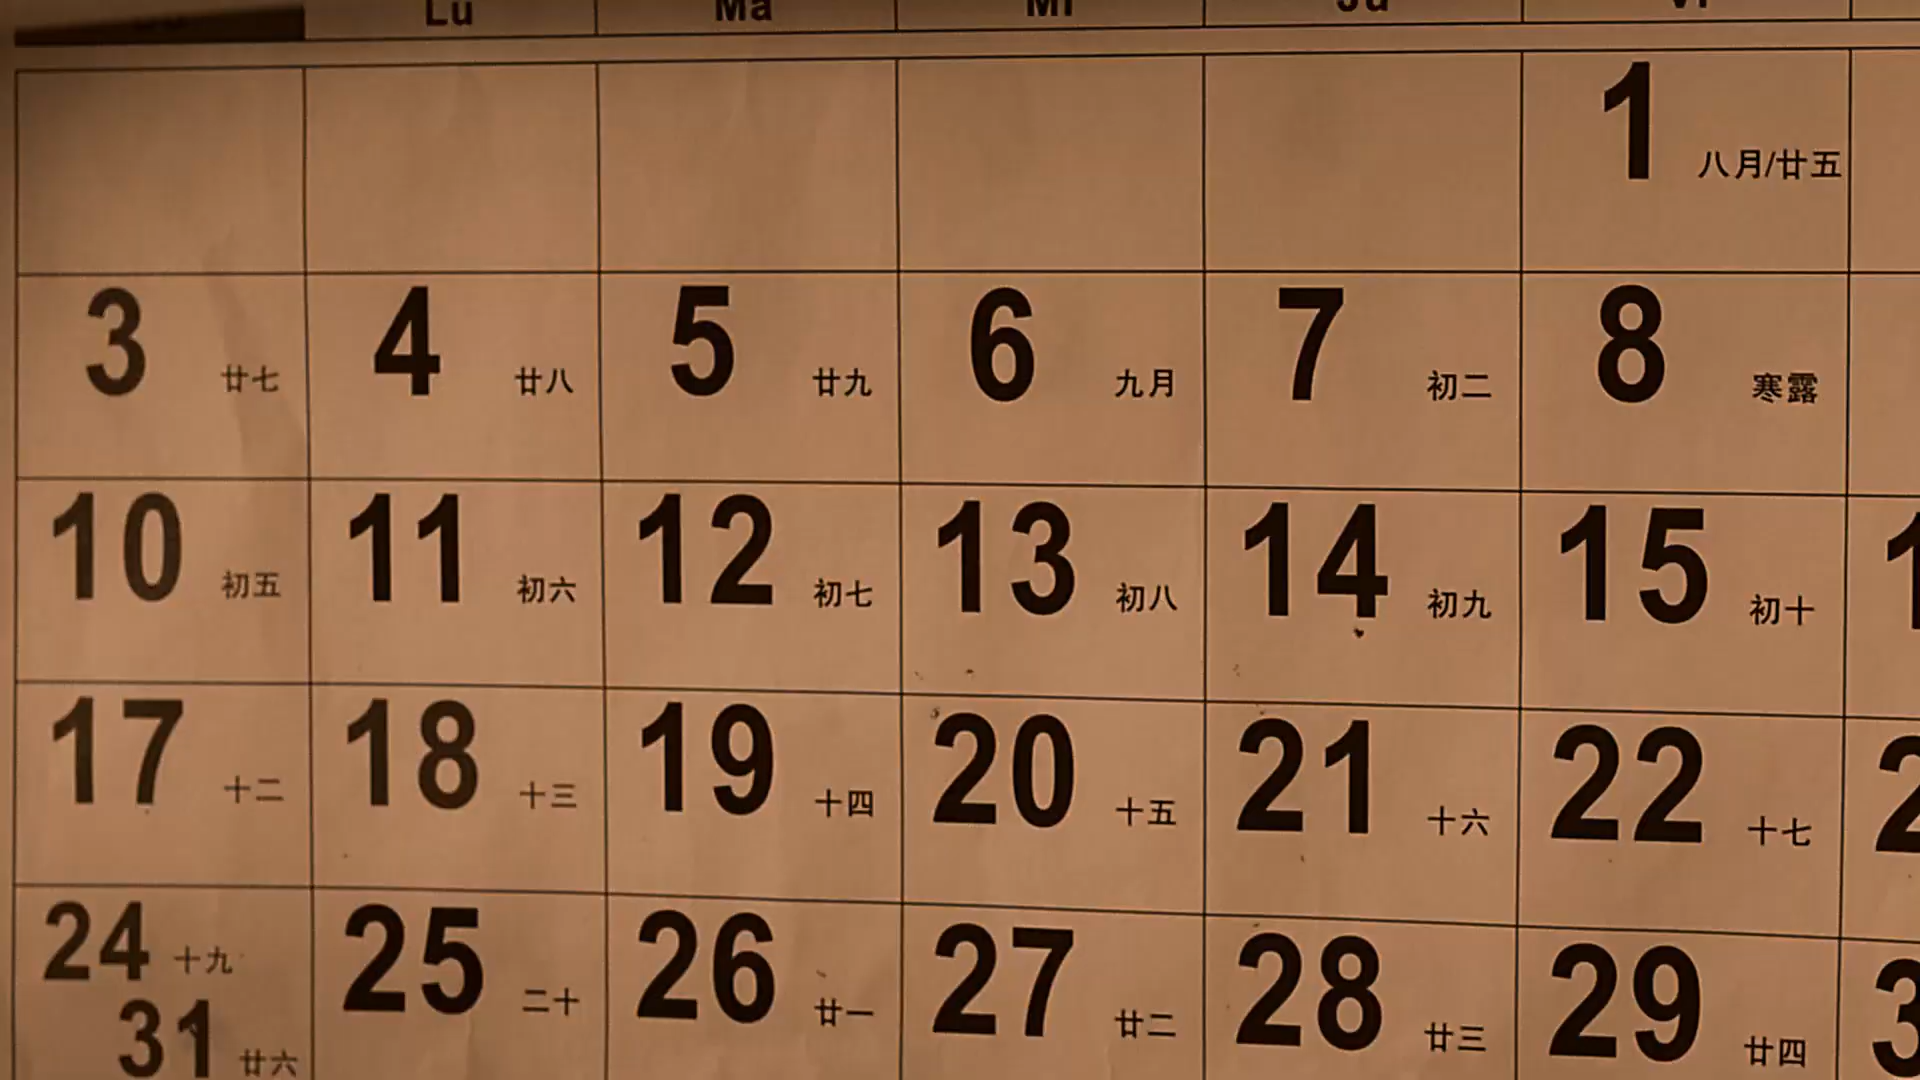 Lu Ma Mi Ju Vi
1 八月/廿五
3 廿七 4 廿八 5 廿九 6 九月 7 初二 8 寒露
10 初五 11 初六 12 初七 13 初八 14 初九 15 初十
17 十二 18 十三 19 十四 20 十五 21 十六 22 十七
24 十九 25 二十 26 廿一 27 廿二 28 廿三 29 廿四
31 廿六